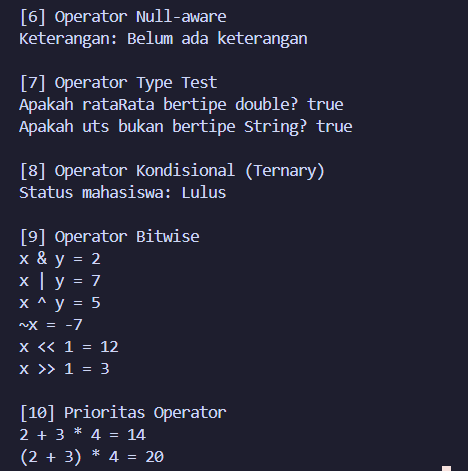 [6] Operator Null-aware
Keterangan: Belum ada keterangan
[7] Operator Type Test
Apakah rataRata bertipe double? true
Apakah uts bukan bertipe String? true
[8] Operator Kondisional (Ternary)
Status mahasiswa: Lulus
[9] Operator Bitwise
x & y = 2
x | y = 7
x ^ y = 5
~x = -7
x << 1 = 12
x >> 1 = 3
[10] Prioritas Operator
2 + 3 * 4 = 14
(2 + 3) * 4 = 20